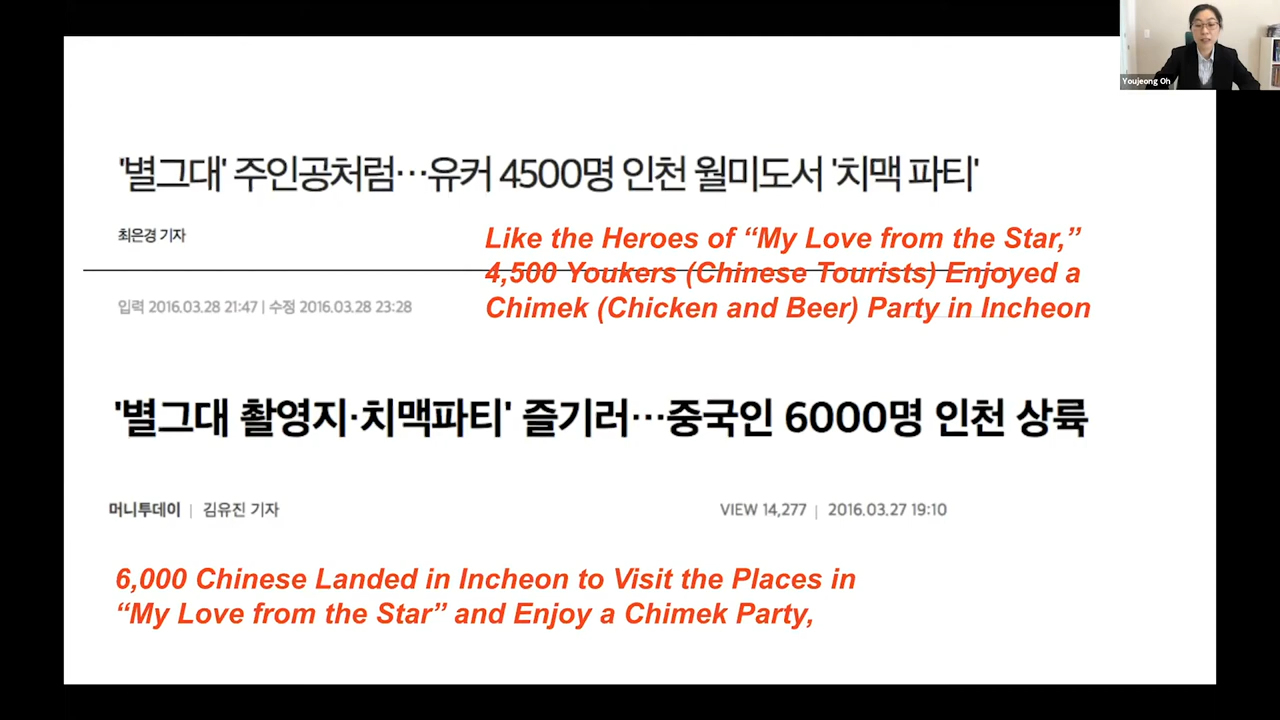 Youjeong Oh
'별그대' 주인공처럼…유커 4500명 인천 월미도서 '치맥 파티'
최은경 기자
Like the Heroes of “My Love from the Star,”
4,500 Youkers (Chinese Tourists) Enjoyed a
Chimek (Chicken and Beer) Party in Incheon
입력 2016.03.28 21:47 | 수정 2016.03.28 23:28
'별그대 촬영지·치맥파티' 즐기러…중국인 6000명 인천 상륙
머니투데이 | 김유진 기자
VIEW 14,277 | 2016.03.27 19:10
6,000 Chinese Landed in Incheon to Visit the Places in
“My Love from the Star” and Enjoy a Chimek Party,